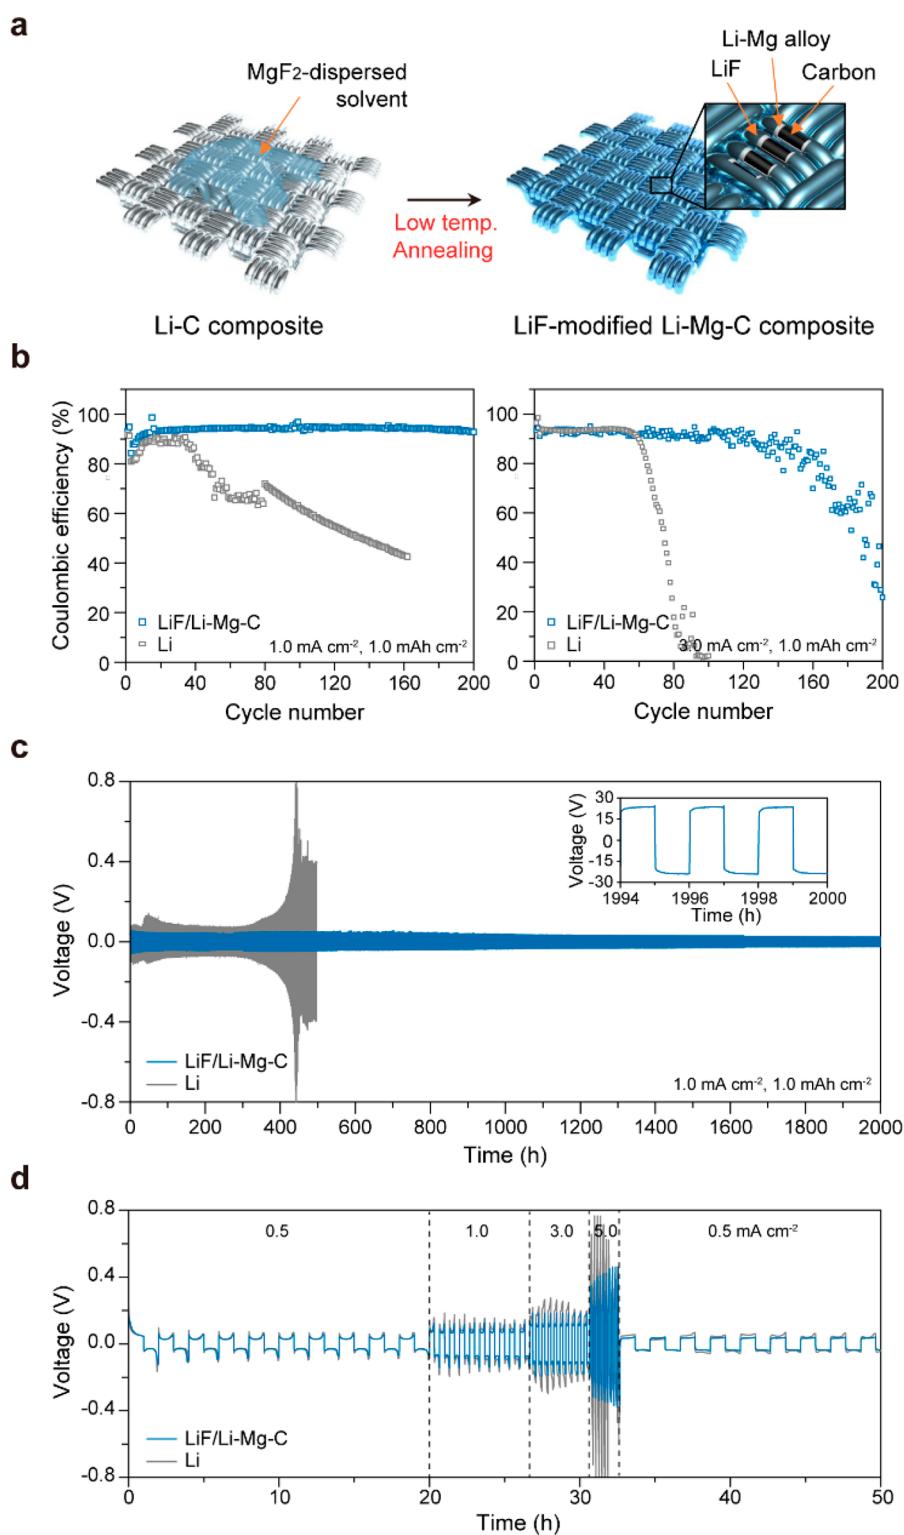 a
MgF2-dispersed
solvent
Li-Mg alloy
LiF
Carbon
Low temp.
Annealing
Li-C composite
LiF-modified Li-Mg-C composite
b
Coulombic efficiency (%)
100
80
60
40
20
0
LiF/Li-Mg-C
Li
1.0 mA cm-2, 1.0 mAh cm-2
0 40 80 120 160 200
Cycle number
100
80
60
40
20
0
LiF/Li-Mg-C
Li
3.0 mA cm-2, 1.0 mAh cm-2
0 40 80 120 160 200
Cycle number
c
Voltage (V)
0.8
0.4
0.0
-0.4
-0.8
Voltage (V)
30
15
0
-15
-30
1994 1996 1998 2000
Time (h)
LiF/Li-Mg-C
Li
1.0 mA cm-2, 1.0 mAh cm-2
0 200 400 600 800 1000 1200 1400 1600 1800 2000
Time (h)
d
Voltage (V)
0.8
0.4
0.0
-0.4
-0.8
0.5 1.0 3.0 5.0 0.5 mA cm-2
LiF/Li-Mg-C
Li
0 10 20 30 40 50
Time (h)